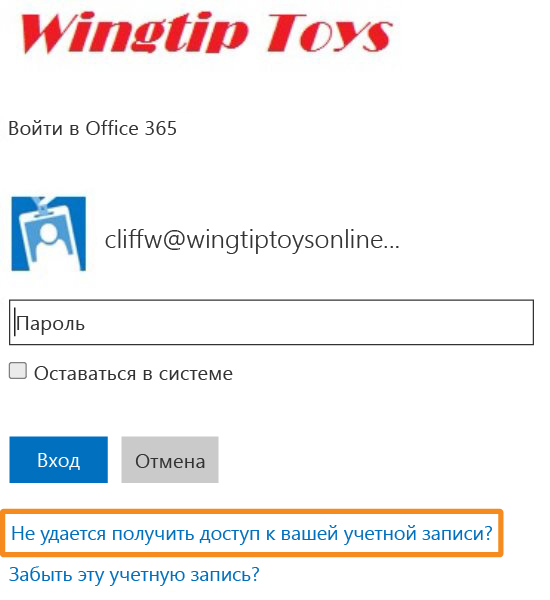 Wingtip Toys
Войти в Office 365
cliffw@wingtiptoysonline...
Пароль
Оставаться в системе
Вход
Отмена
Не удается получить доступ к вашей учетной записи?
Забыть эту учетную запись?